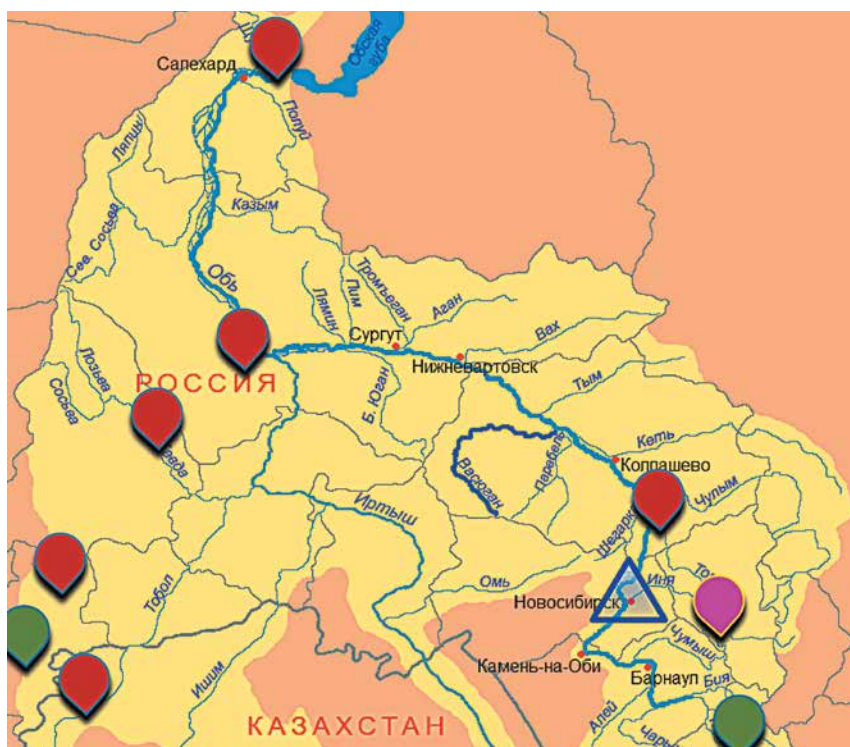 Салехард
Обская
губа
Полуй
Ляпин
Казым
Сев. Сосьва
Обь
Лямин
Пим
Тромъеган
Аган
Вах
Сургут
Нижневартовск
РОССИЯ
Лозьва
Сосьва
Б. Юган
Тым
Васюган
Парабель
Кеть
Колпашево
Чулым
Иртыш
Шегарка
Тобол
Омь
Иня
Новосибирск
Чумыш
Камень-на-Оби
Барнаул
Бия
Ишим
Алей
КАЗАХСТАН